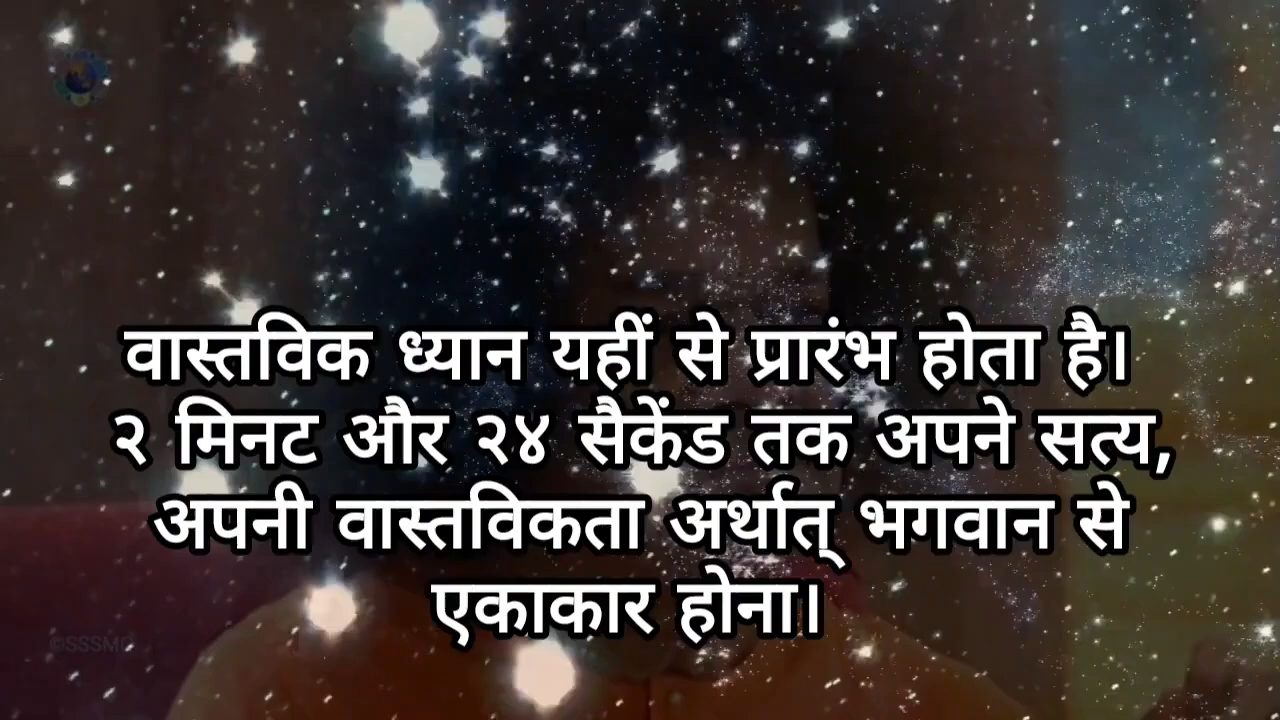 वास्तविक ध्यान यहीं से प्रारंभ होता है।
२ मिनट और २४ सैकेंड तक अपने सत्य,
अपनी वास्तविकता अर्थात् भगवान से
एकाकार होना।